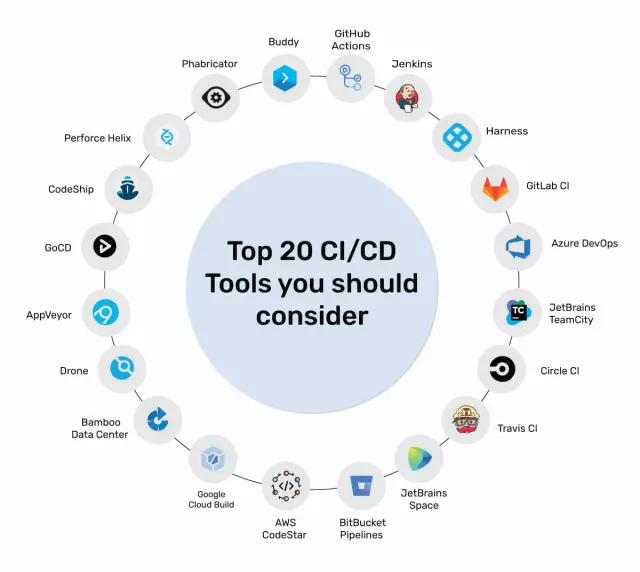 Top 20 CI/CD
Tools you should
consider
GitHub
Actions
Jenkins
Harness
GitLab CI
Azure DevOps
JetBrains
TeamCity
TC
Circle CI
Travis CI
JetBrains
Space
BitBucket
Pipelines
AWS
CodeStar
</>
Google
Cloud Build
Bamboo
Data Center
Drone
AppVeyor
GoCD
CodeShip
Perforce Helix
Phabricator
Buddy